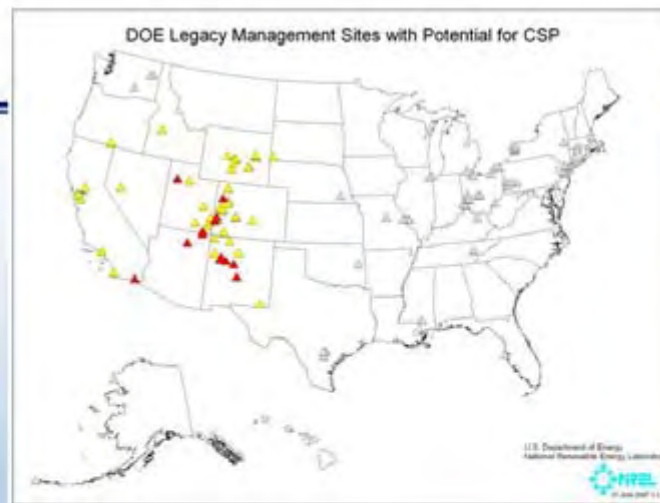 DOE Legacy Management Sites with Potential for CSP
U.S. Department of Energy
National Renewable Energy Laboratory
NREL